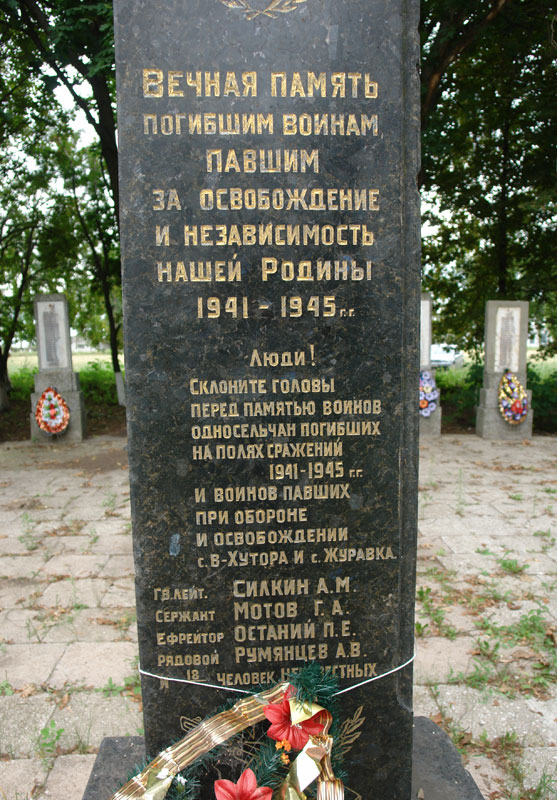 Вечная память
погибшим воинам
павшим
за освобождение
и независимость
нашей Родины
1941 - 1945 г.г.
Люди!
Склоните головы
перед памятью воинов
односельчан погибших
на полях сражений
1941-1945 г.г.
и воинов павших
при обороне
и освобождении
с. В-Хутора и с. Журавка.
Гв. лейт. Силкин А. М.
Сержант Мотов Г. А.
Ефрейтор Останий П. Е.
Рядовой Румянцев А. В.
и 18 человек неизвестных